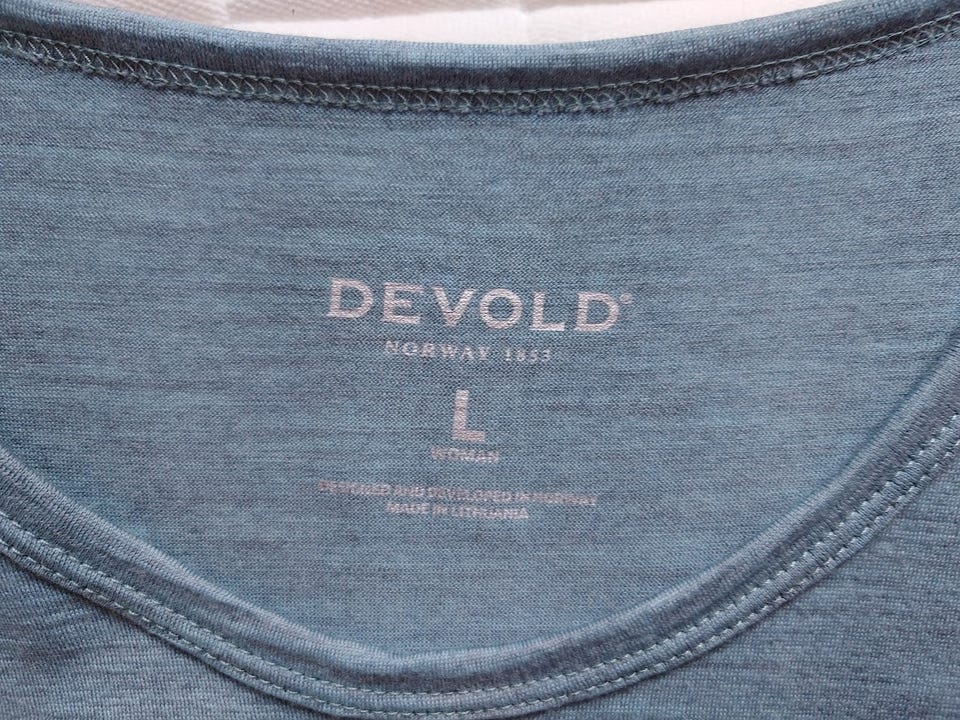 DEVOLD®
NORWAY 1853
L
WOMAN
DESIGNED AND DEVELOPED IN NORWAY
MADE IN LITHUANIA